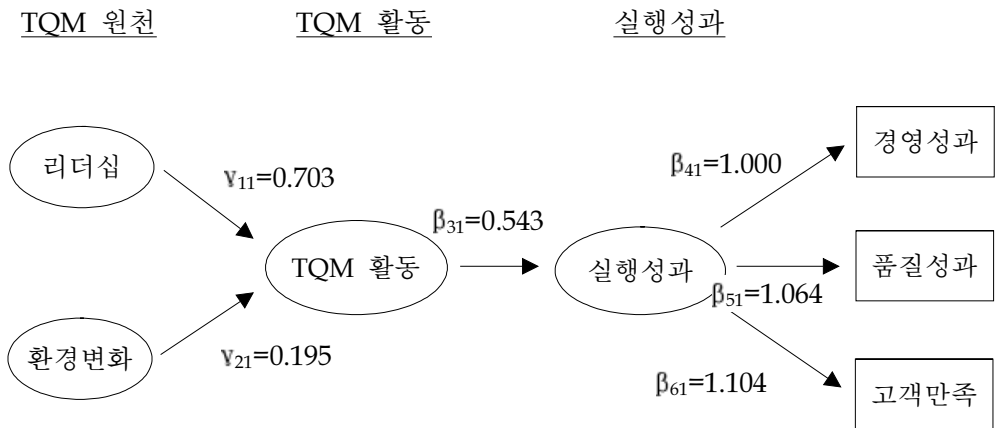 TQM 원천
TQM 활동
실행성과
리더십
γ11=0.703
환경변화
γ21=0.195
TQM 활동
β31=0.543
실행성과
β41=1.000
경영성과
β51=1.064
품질성과
β61=1.104
고객만족